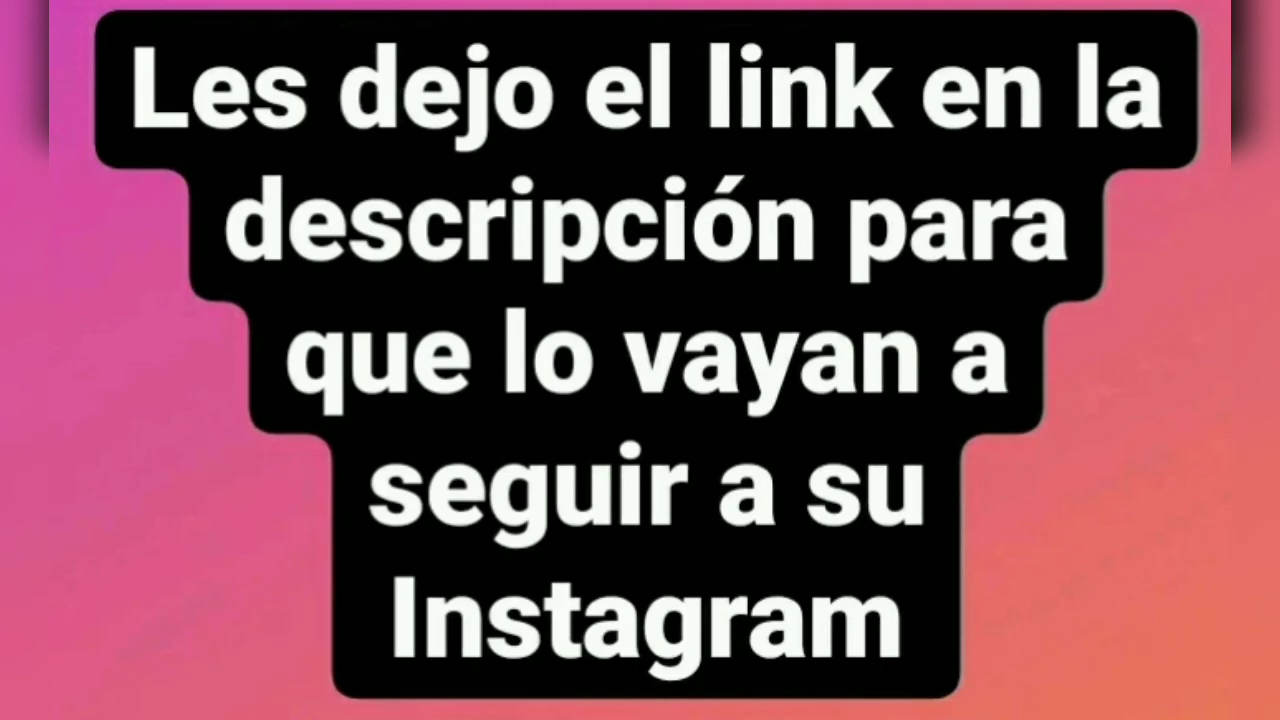 Les dejo el link en la
descripción para
que lo vayan a
seguir a su
Instagram